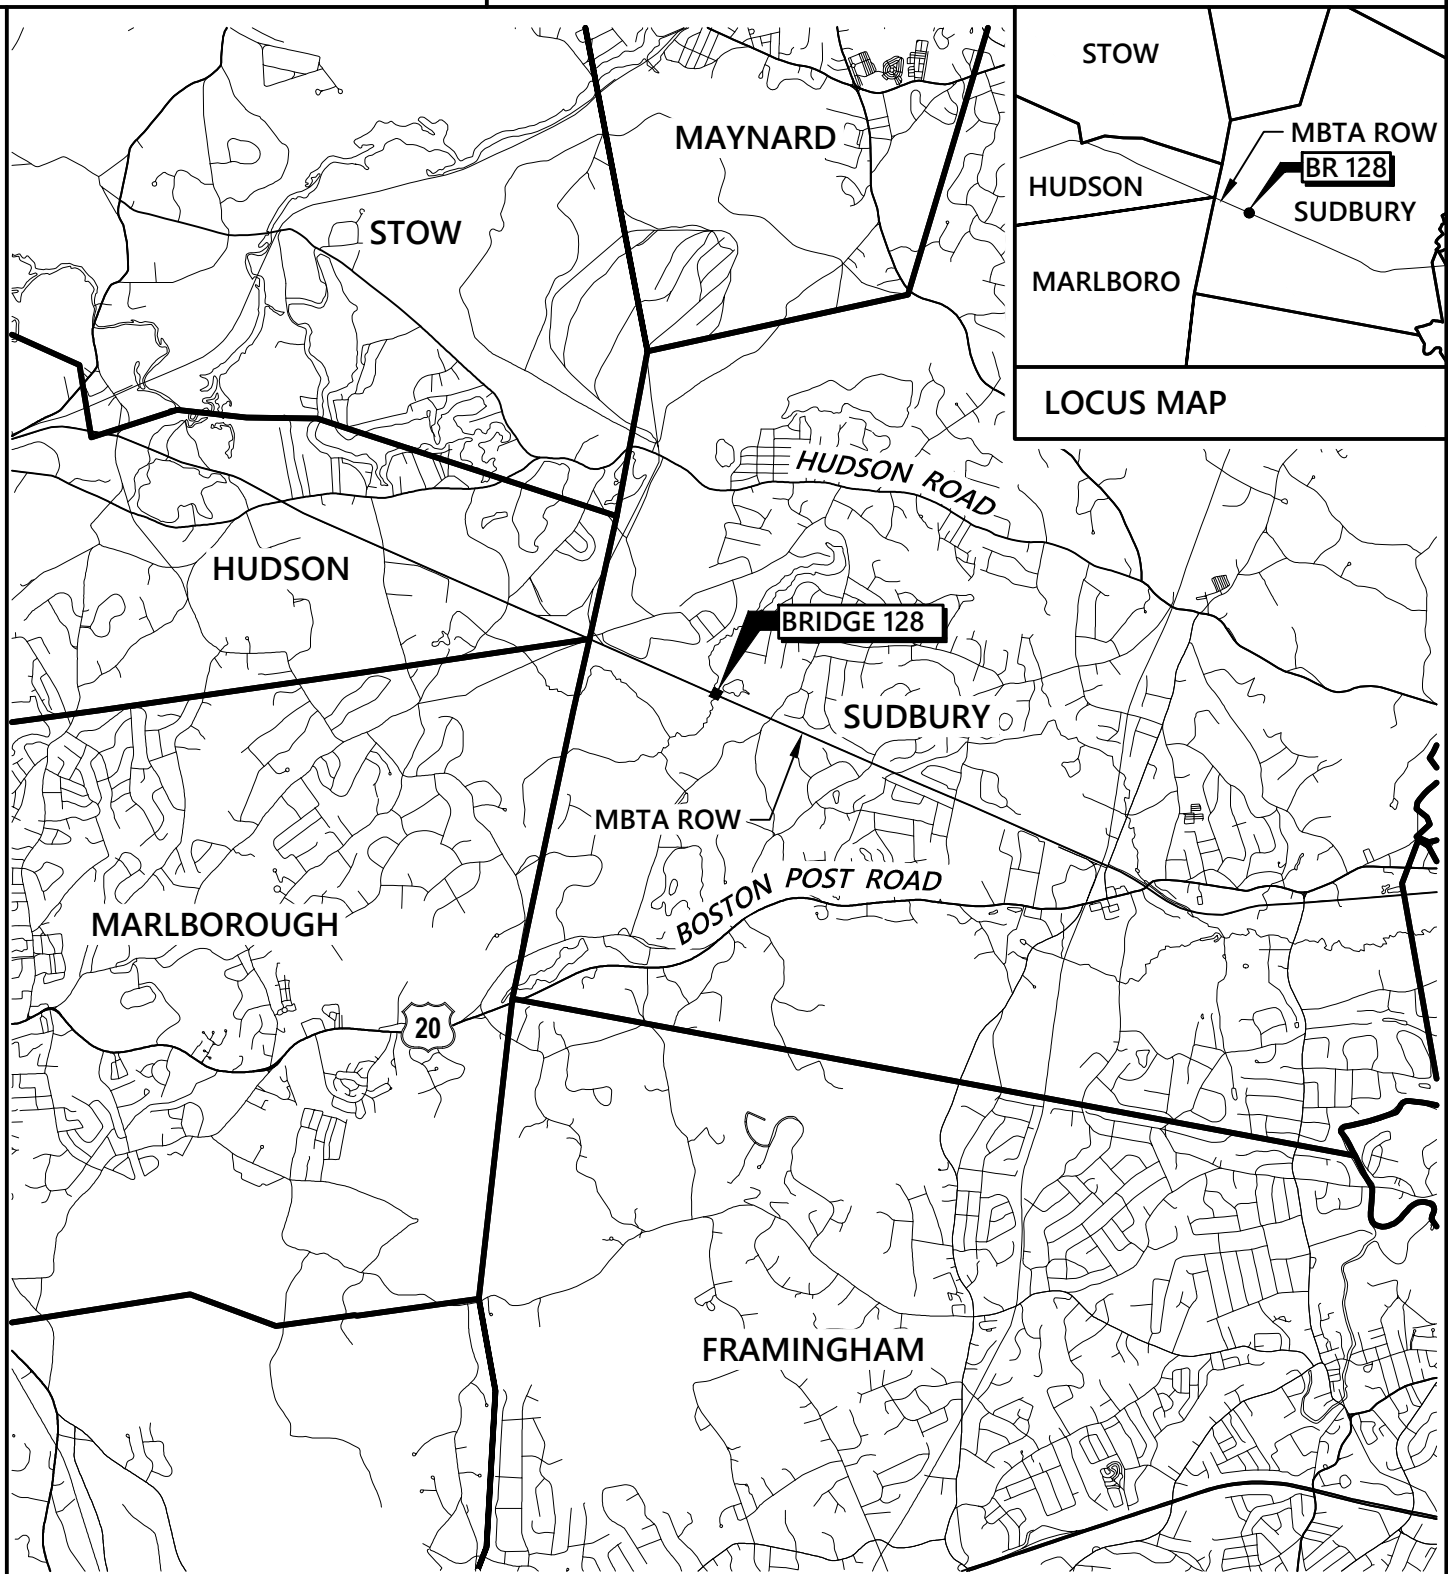 STOW
MBTA ROW
BR 128
HUDSON
SUDBURY
MARLBORO
LOCUS MAP
MAYNARD
STOW
HUDSON ROAD
HUDSON
BRIDGE 128
SUDBURY
MBTA ROW
BOSTON POST ROAD
MARLBOROUGH
20
FRAMINGHAM